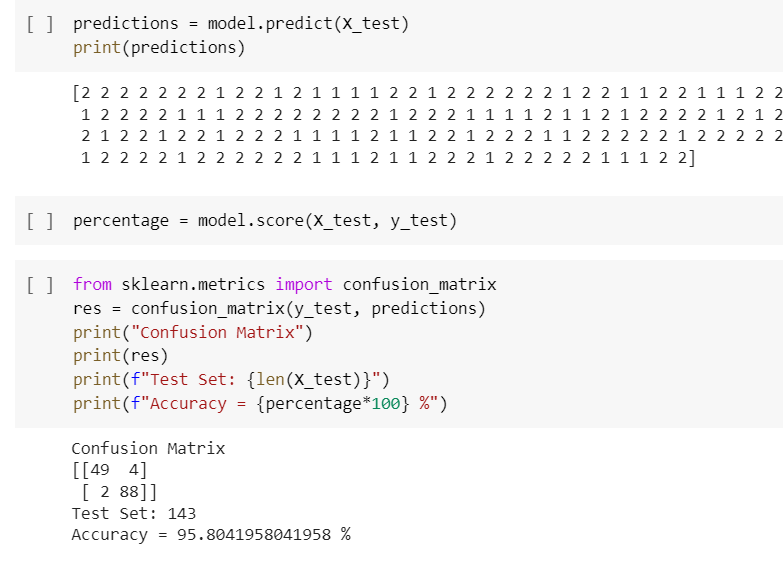 [ ] predictions = model.predict(X_test)
print(predictions)
[2 2 2 2 2 2 2 1 2 2 1 2 1 1 1 1 2 2 1 2 2 2 2 2 2 1 2 2 1 1 2 2 1 1 1 2 2
1 2 2 2 2 1 1 1 2 2 2 2 2 2 2 2 1 2 2 2 1 1 1 1 2 1 1 2 1 2 2 2 2 1 2 1 2
2 1 2 2 1 2 2 1 2 2 2 1 1 1 1 2 1 1 2 2 1 2 2 2 1 1 2 2 2 2 2 1 2 2 2 2 2
1 2 2 2 2 1 2 2 2 2 2 2 1 1 1 2 1 1 2 2 2 1 2 2 2 2 2 1 1 1 2 2]
[ ] percentage = model.score(X_test, y_test)
[ ] from sklearn.metrics import confusion_matrix
res = confusion_matrix(y_test, predictions)
print("Confusion Matrix")
print(res)
print(f"Test Set: {len(X_test)}")
print(f"Accuracy = {percentage*100} %")
Confusion Matrix
[[49  4]
[ 2 88]]
Test Set: 143
Accuracy = 95.8041958041958 %